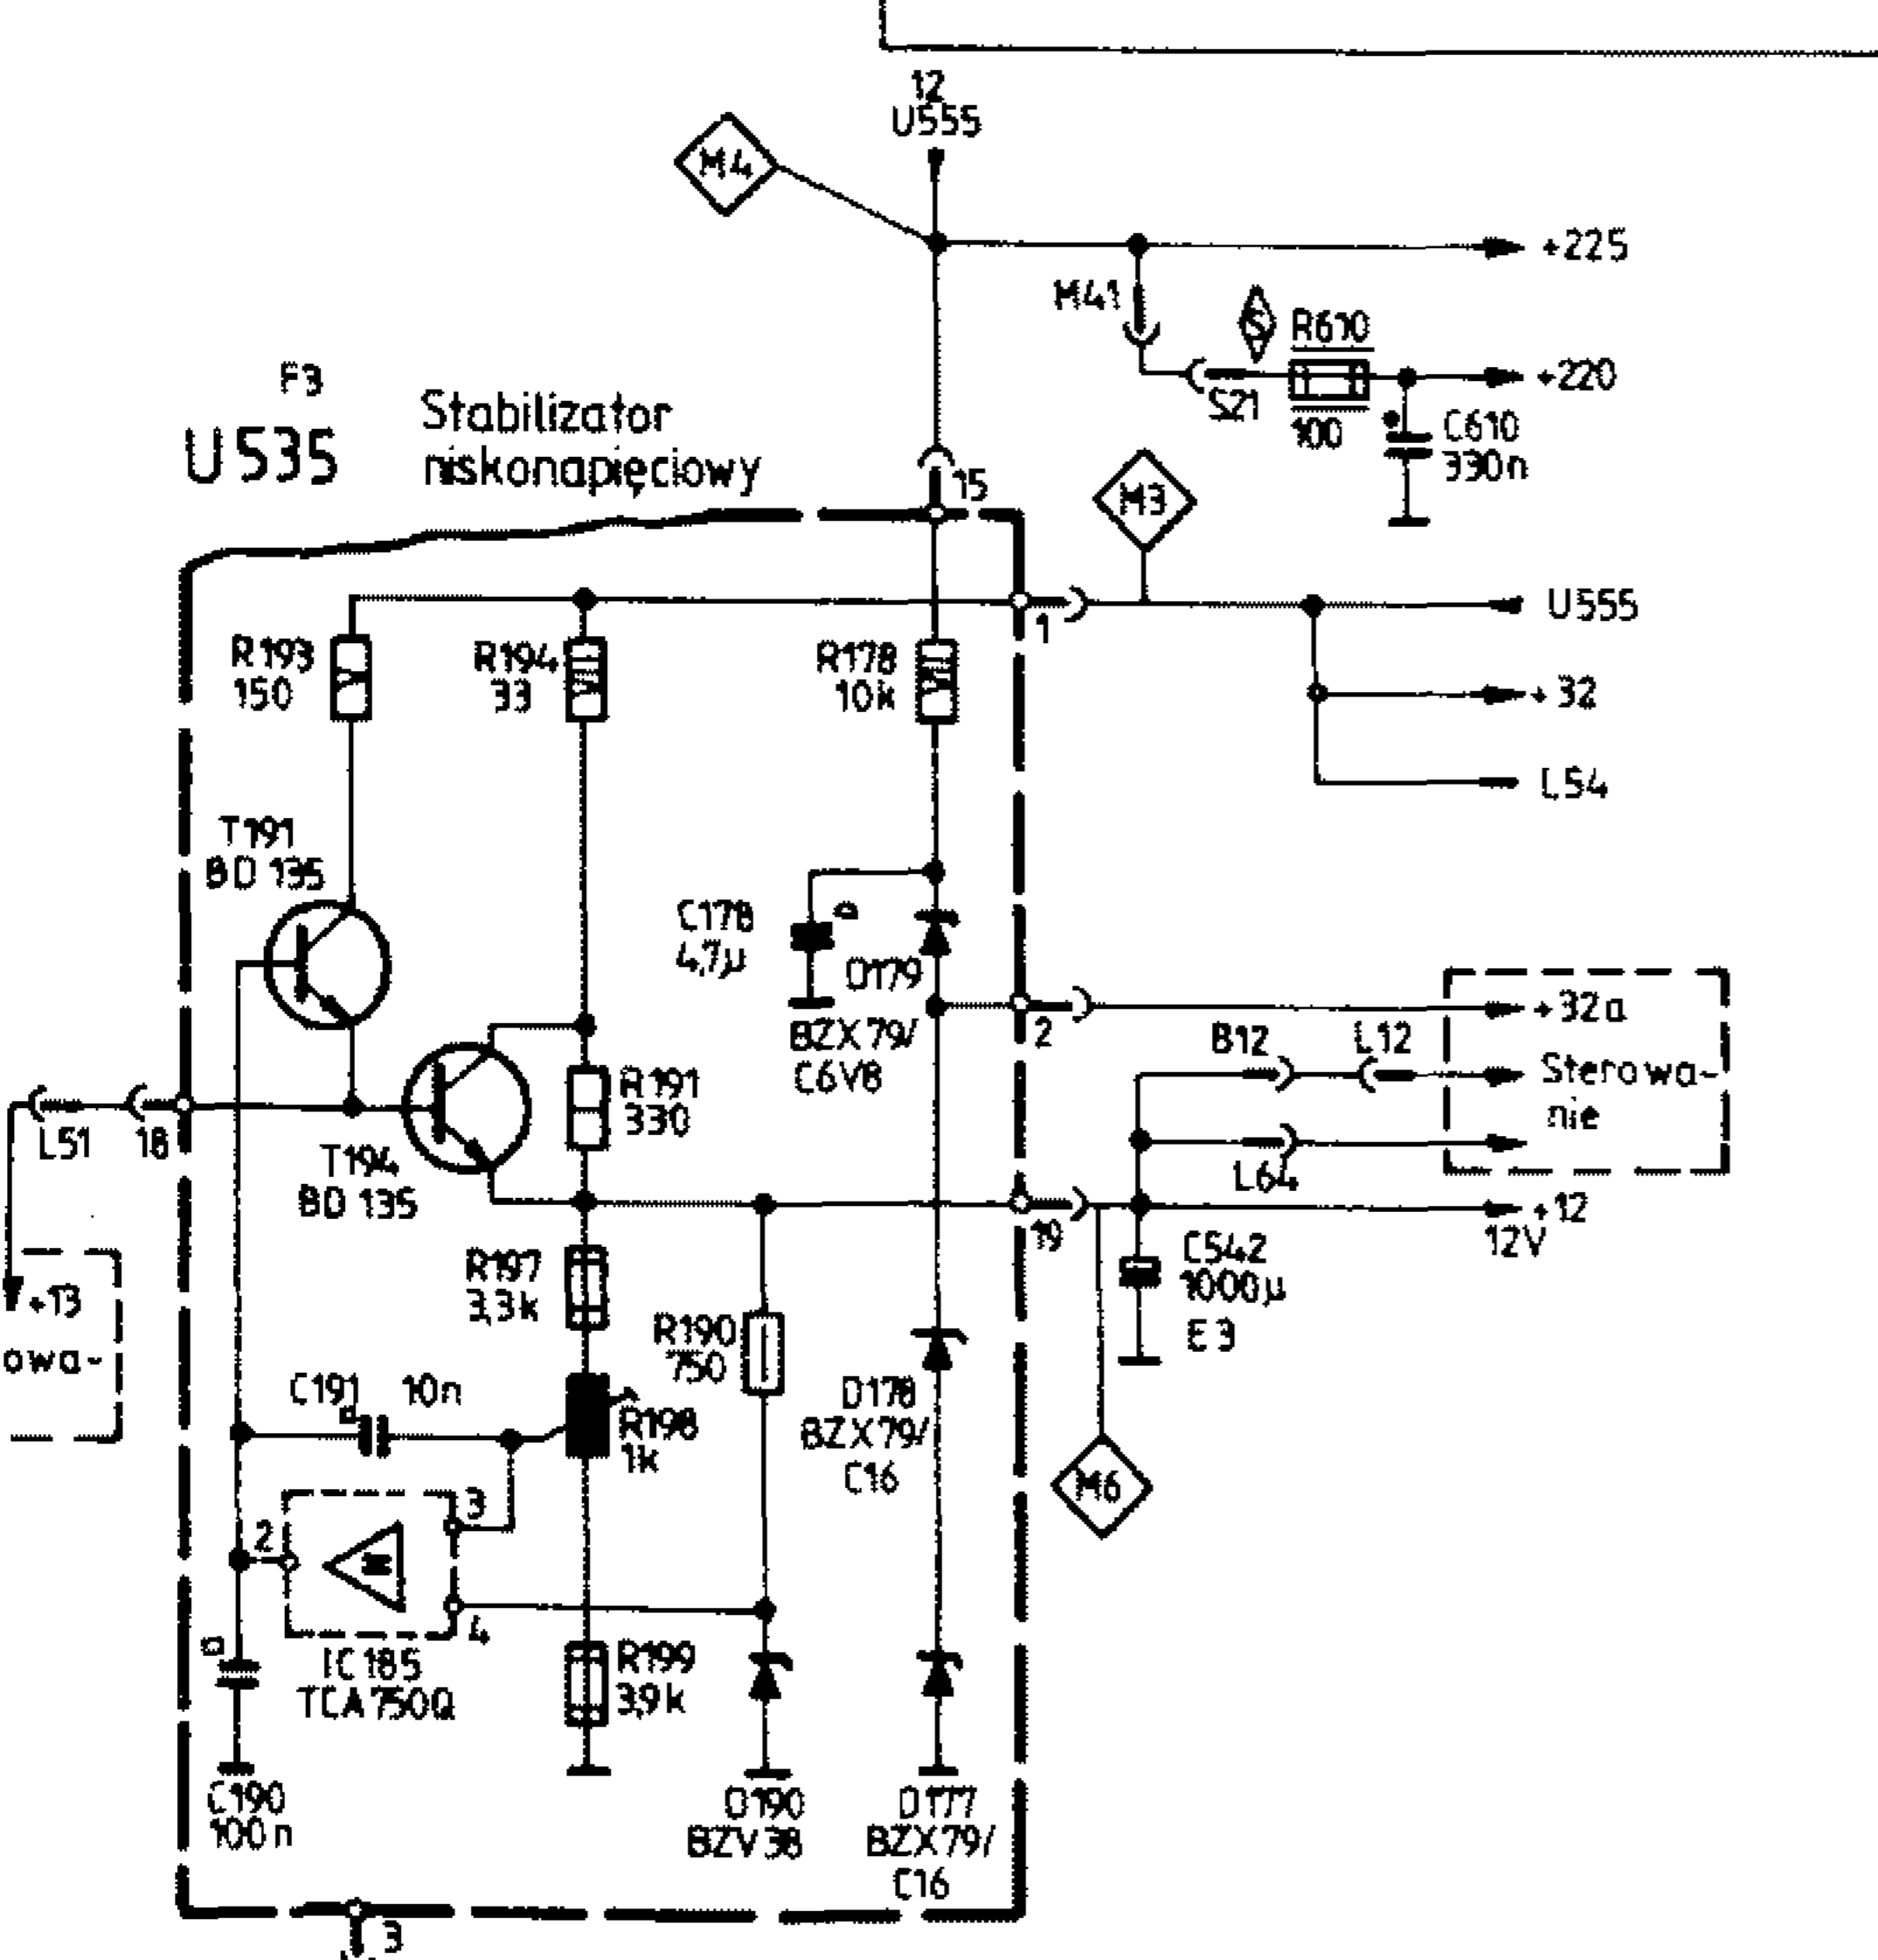 12
U555
M4
+225
M41
S
R610
+220
S21
100
C610
330n
F3
U535
Stabilizator
niskonapięciowy
15
M3
1
U555
R193
150
R194
33
R178
10k
+32
L54
T191
BD 135
C178
4,7µ
D179
BZX79/
C6V8
2
+32a
B12
L12
Sterowa-
nie
L51
18
R191
330
T194
BD 135
L64
19
+12
12V
C542
1000µ
E3
+13
owa-
R197
3,3k
R190
750
C191
10n
R198
1k
D178
BZX79/
C16
M6
3
2
4
IC185
TCA750Q
R199
3,9k
C190
100n
D190
BZV38
D177
BZX79/
C16
3